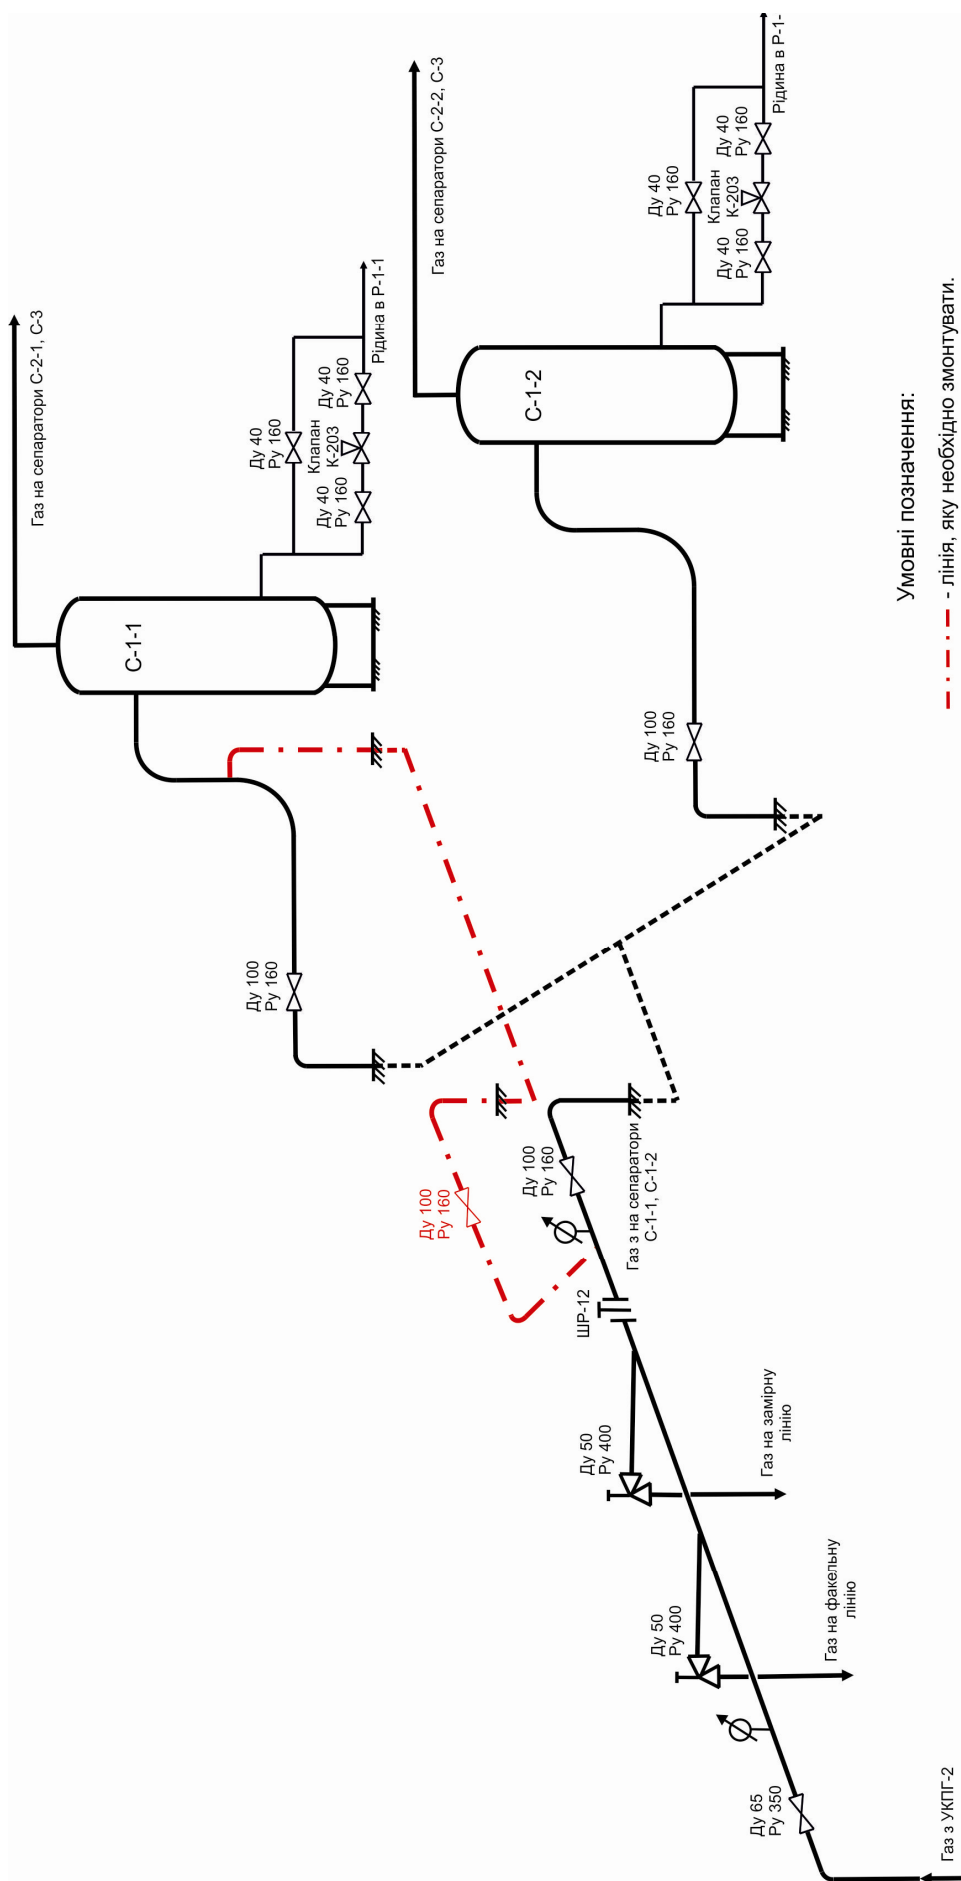 Газ на сепаратори С-2-1, С-3
С-1-1
Ду 40
Ру 160
Ду 40
Ру 160
Клапан
К-203
Ду 40
Ру 160
Рідина в Р-1-1
Ду 100
Ру 160
Газ на сепаратори С-2-2, С-3
С-1-2
Ду 40
Ру 160
Ду 40
Ру 160
Клапан
К-203
Ду 40
Ру 160
Рідина в Р-1-
Ду 100
Ру 160
Ду 100
Ру 160
Ду 100
Ру 160
Газ з на сепаратори
С-1-1, С-1-2
ШР-12
Ду 50
Ру 400
Газ на замірну
лінію
Ду 50
Ру 400
Газ на факельну
лінію
Ду 65
Ру 350
Газ з УКПГ-2
Умовні позначення:
- лінія, яку необхідно змонтувати.